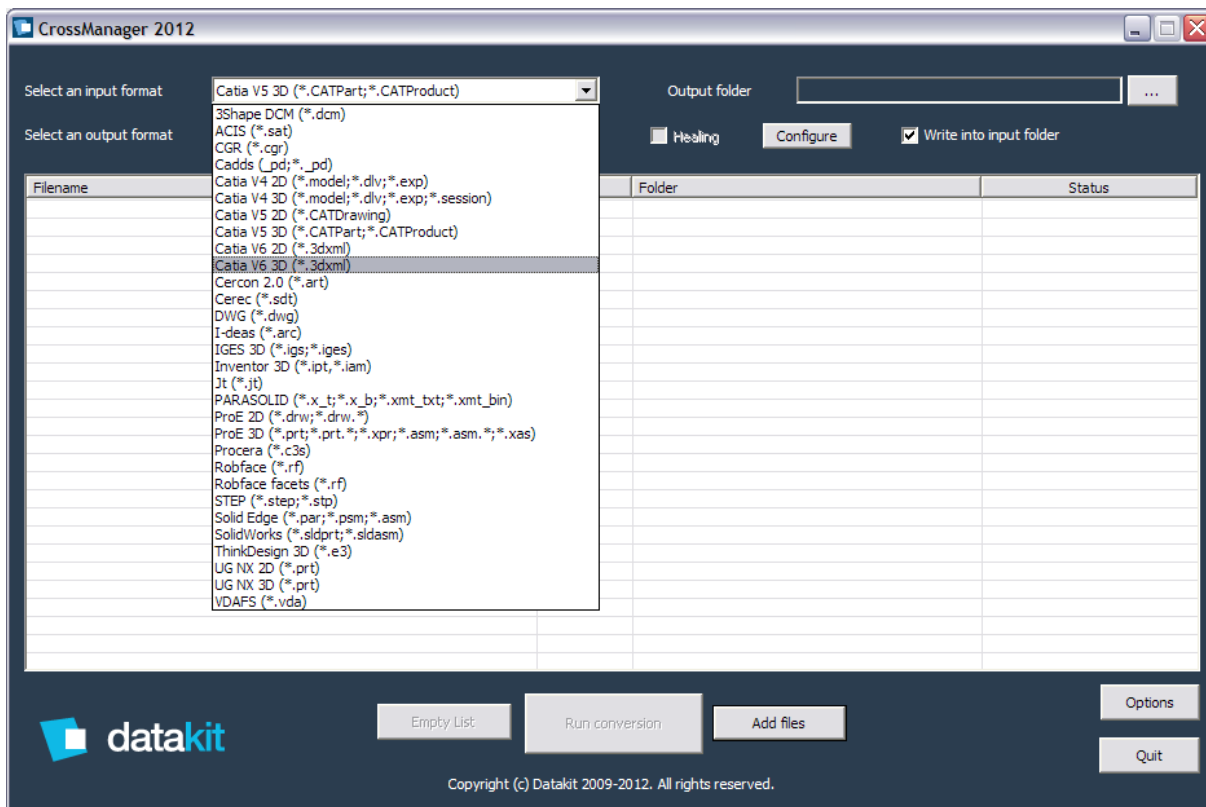 CrossManager 2012
Select an input format
Catia V5 3D (*.CATPart;*.CATProduct)
Output folder
...
Select an output format
Healing
Configure
Write into input folder
Filename
Folder
Status
3Shape DCM (*.dcm)
ACIS (*.sat)
CGR (*.cgr)
Cadds (_pd;*._pd)
Catia V4 2D (*.model;*.dlv;*.exp)
Catia V4 3D (*.model;*.dlv;*.exp;*.session)
Catia V5 2D (*.CATDrawing)
Catia V5 3D (*.CATPart;*.CATProduct)
Catia V6 2D (*.3dxml)
Catia V6 3D (*.3dxml)
Cercon 2.0 (*.art)
Cerec (*.sdt)
DWG (*.dwg)
I-deas (*.arc)
IGES 3D (*.igs;*.iges)
Inventor 3D (*.ipt,*.iam)
Jt (*.jt)
PARASOLID (*.x_t;*.x_b;*.xmt_txt;*.xmt_bin)
ProE 2D (*.drw;*.drw.*)
ProE 3D (*.prt;*.prt.*;*.xpr;*.asm;*.asm.*;*.xas)
Procera (*.c3s)
Robface (*.rf)
Robface facets (*.rf)
STEP (*.step;*.stp)
Solid Edge (*.par;*.psm;*.asm)
SolidWorks (*.sldprt;*.sldasm)
ThinkDesign 3D (*.e3)
UG NX 2D (*.prt)
UG NX 3D (*.prt)
VDAFS (*.vda)
datakit
Empty List
Run conversion
Add files
Options
Quit
Copyright (c) Datakit 2009-2012. All rights reserved.